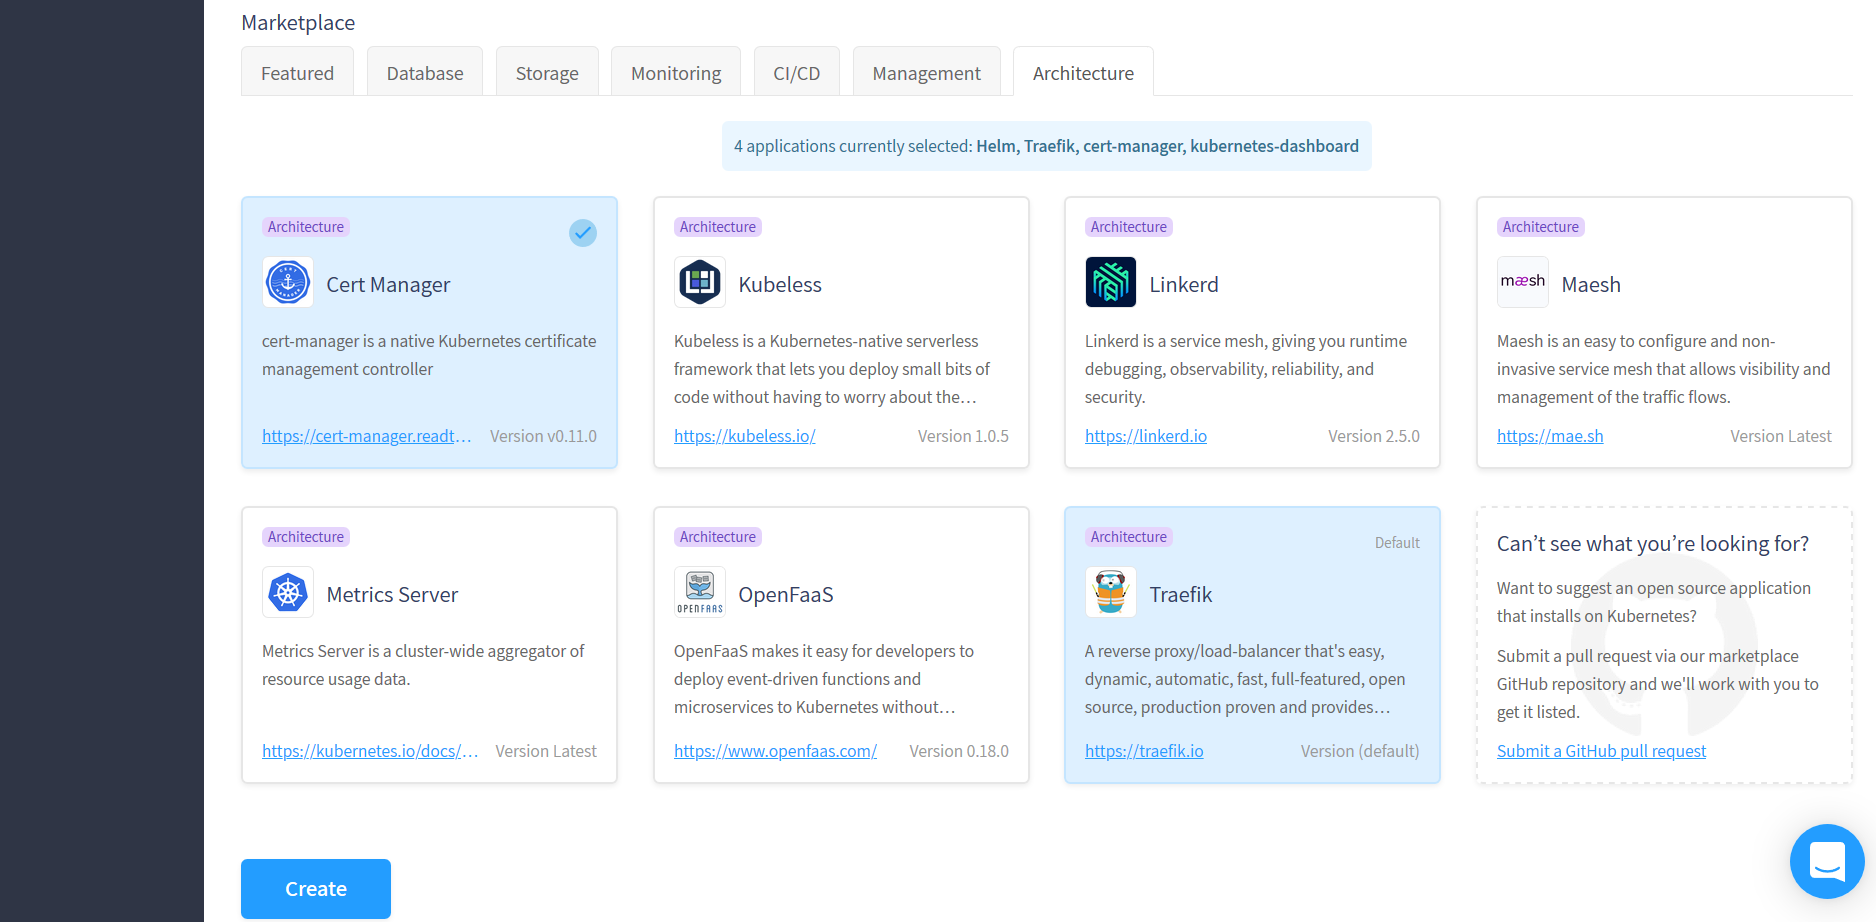 Marketplace
Featured
Database
Storage
Monitoring
CI/CD
Management
Architecture
4 applications currently selected: Helm, Traefik, cert-manager, kubernetes-dashboard
Architecture
CERT
MANAGER
Cert Manager
cert-manager is a native Kubernetes certificate
management controller
https://cert-manager.readt…
Version v0.11.0
Architecture
Kubeless
Kubeless is a Kubernetes-native serverless
framework that lets you deploy small bits of
code without having to worry about the…
https://kubeless.io/
Version 1.0.5
Architecture
Linkerd
Linkerd is a service mesh, giving you runtime
debugging, observability, reliability, and
security.
https://linkerd.io
Version 2.5.0
Architecture
mæsh
Maesh
Maesh is an easy to configure and non-
invasive service mesh that allows visibility and
management of the traffic flows.
https://mae.sh
Version Latest
Architecture
Metrics Server
Metrics Server is a cluster-wide aggregator of
resource usage data.
https://kubernetes.io/docs/…
Version Latest
Architecture
OPENFAAS
OpenFaaS
OpenFaaS makes it easy for developers to
deploy event-driven functions and
microservices to Kubernetes without…
https://www.openfaas.com/
Version 0.18.0
Architecture
Default
Traefik
A reverse proxy/load-balancer that's easy,
dynamic, automatic, fast, full-featured, open
source, production proven and provides…
https://traefik.io
Version (default)
Can’t see what you’re looking for?
Want to suggest an open source application
that installs on Kubernetes?
Submit a pull request via our marketplace
GitHub repository and we'll work with you to
get it listed.
Submit a GitHub pull request
Create